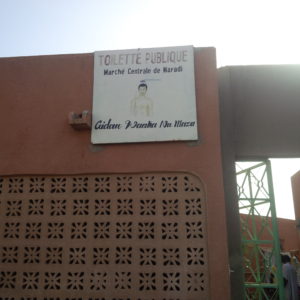 TOILETTE PUBLIQUE
Marché Centrale de Maradi
Gidan Wanka Na Maza